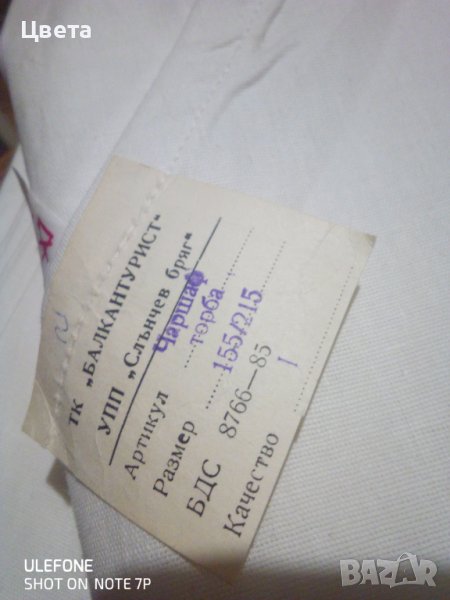 Цвета
ТК „БАЛКАНТУРИСТ“
УПП „Слънчев бряг“
Артикул Чаршаф
торба
Размер 155/215
БДС 8766—85
Качество I
ULEFONE
SHOT ON NOTE 7P
BAZAR